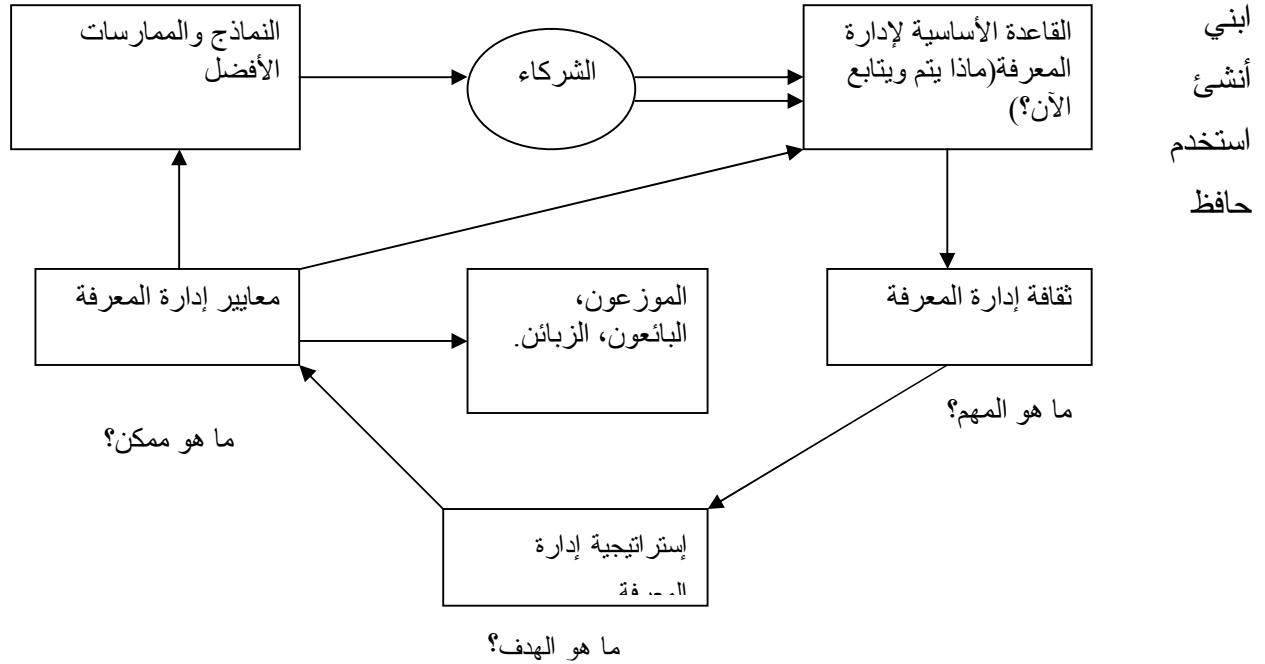 ابني
أنشئ
استخدم
حافظ
القاعدة الأساسية لإدارة
المعرفة(ماذا يتم ويتابع
الآن؟)
الشركاء
النماذج والممارسات
الأفضل
ثقافة إدارة المعرفة
ما هو المهم؟
الموزعون،
البائعون، الزبائن.
معايير إدارة المعرفة
ما هو ممكن؟
إستراتيجية إدارة
المعرفة
ما هو الهدف؟